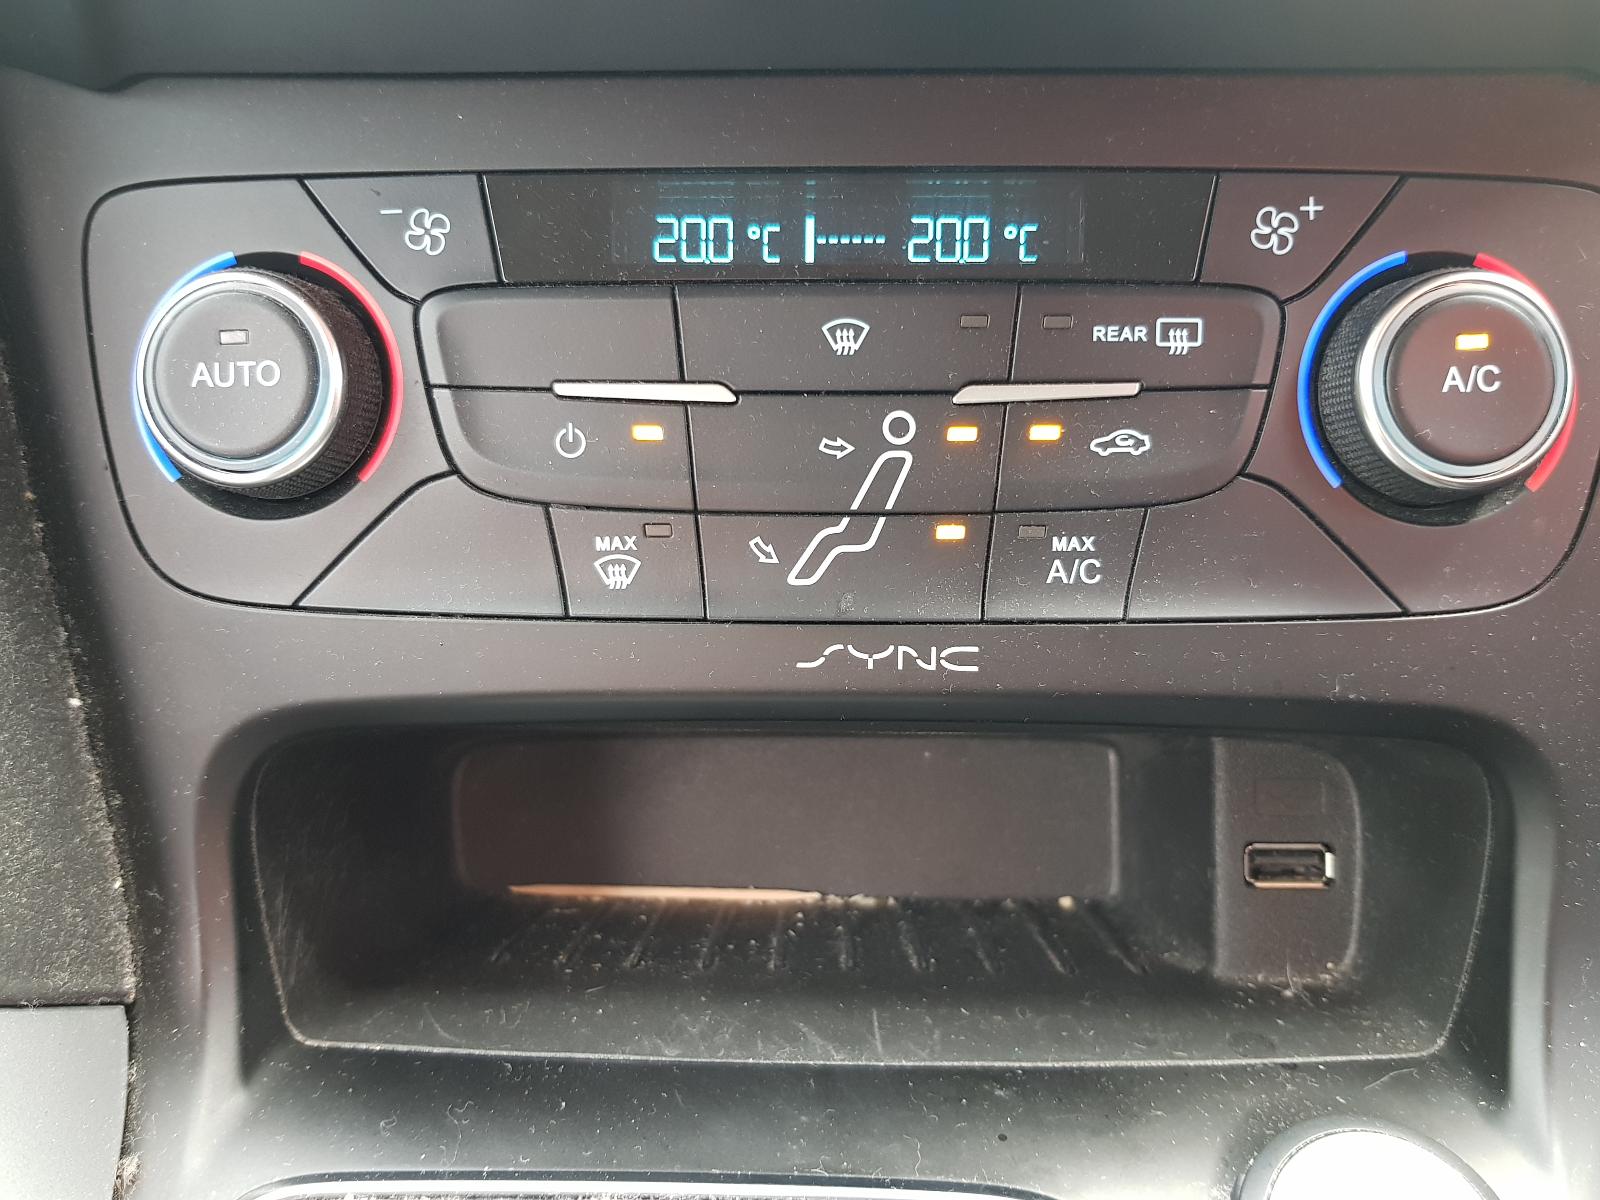 20.0 °C 20.0 °C
AUTO
REAR
A/C
MAX
MAX
A/C
SYNC